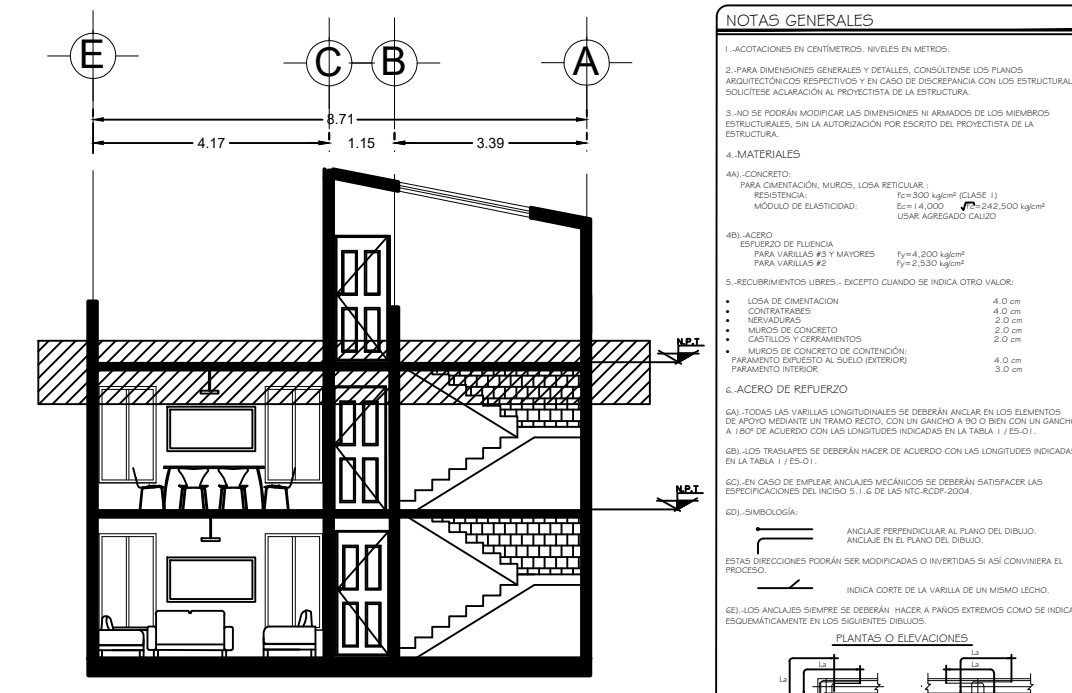 E
C
B
A
8.71
4.17
1.15
3.39
N.P.T
N.P.T
NOTAS GENERALES
1.-ACOTACIONES EN CENTÍMETROS. NIVELES EN METROS.
2.-PARA DIMENSIONES GENERALES Y DETALLES, CONSÚLTENSE LOS PLANOS
ARQUITECTÓNICOS RESPECTIVOS Y EN CASO DE DISCREPANCIA CON LOS ESTRUCTURAL
SOLICÍTESE ACLARACIÓN AL PROYECTISTA DE LA ESTRUCTURA.
3.-NO SE PODRÁN MODIFICAR LAS DIMENSIONES NI ARMADOS DE LOS MIEMBROS
ESTRUCTURALES, SIN LA AUTORIZACIÓN POR ESCRITO DEL PROYECTISTA DE LA
ESTRUCTURA.
4.-MATERIALES
4A).-CONCRETO:
PARA CIMENTACIÓN, MUROS, LOSA RETICULAR :
RESISTENCIA: f'c=300 kg/cm² (CLASE 1)
MÓDULO DE ELASTICIDAD: Ec=14,000 √f'c=242,500 kg/cm²
USAR AGREGADO CALIZO
4B).-ACERO
ESFUERZO DE FLUENCIA
PARA VARILLAS #3 Y MAYORES fy=4,200 kg/cm²
PARA VARILLAS #2 fy=2,530 kg/cm²
5.-RECUBRIMIENTOS LIBRES.- EXCEPTO CUANDO SE INDICA OTRO VALOR:
• LOSA DE CIMENTACION 4.0 cm
• CONTRATRABES 4.0 cm
• NERVADURAS 2.0 cm
• MUROS DE CONCRETO 2.0 cm
• CASTILLOS Y CERRAMIENTOS 2.0 cm
• MUROS DE CONCRETO DE CONTENCIÓN:
PARAMENTO EXPUESTO AL SUELO (EXTERIOR) 4.0 cm
PARAMENTO INTERIOR 3.0 cm
6.-ACERO DE REFUERZO
6A).-TODAS LAS VARILLAS LONGITUDINALES SE DEBERÁN ANCLAR EN LOS ELEMENTOS
DE APOYO MEDIANTE UN TRAMO RECTO, CON UN GANCHO A 90 O BIEN CON UN GANCHO
A 180° DE ACUERDO CON LAS LONGITUDES INDICADAS EN LA TABLA 1 / ES-01.
6B).-LOS TRASLAPES SE DEBERÁN HACER DE ACUERDO CON LAS LONGITUDES INDICADAS
EN LA TABLA 1 / ES-01.
6C).-EN CASO DE EMPLEAR ANCLAJES MECÁNICOS SE DEBERÁN SATISFACER LAS
ESPECIFICACIONES DEL INCISO 5.1.6 DE LAS NTC-RCDF-2004.
6D).-SIMBOLOGÍA:
ANCLAJE PERPENDICULAR AL PLANO DEL DIBUJO.
ANCLAJE EN EL PLANO DEL DIBUJO.
ESTAS DIRECCIONES PODRÁN SER MODIFICADAS O INVERTIDAS SI ASÍ CONVINIERA EL
PROCESO.
INDICA CORTE DE LA VARILLA DE UN MISMO LECHO.
6E).-LOS ANCLAJES SIEMPRE SE DEBERÁN HACER A PAÑOS EXTREMOS COMO SE INDICA
ESQUEMÁTICAMENTE EN LOS SIGUIENTES DIBUJOS.
PLANTAS O ELEVACIONES
La
La
La
La
La